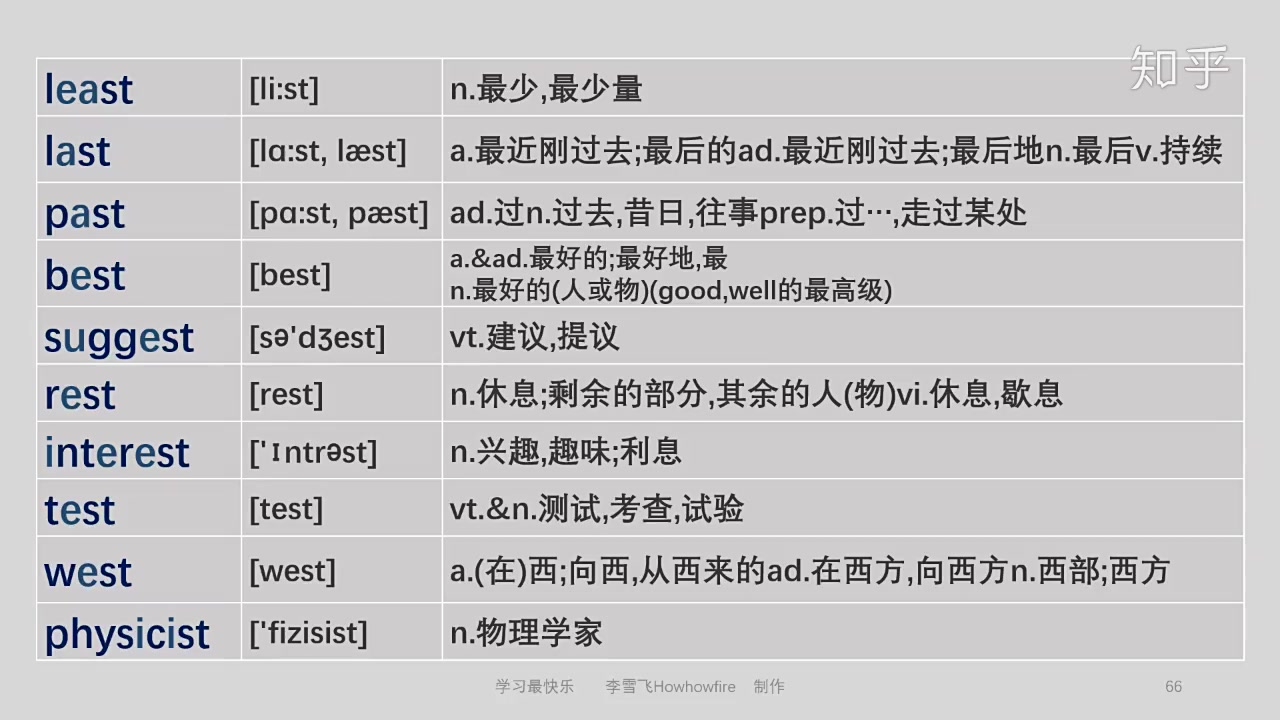 知乎
least [li:st] n.最少,最少量
last [lɑ:st, læst] a.最近刚过去;最后的ad.最近刚过去;最后地n.最后v.持续
past [pɑ:st, pæst] ad.过n.过去,昔日,往事prep.过…,走过某处
best [best] a.&ad.最好的;最好地,最
n.最好的(人或物)(good,well的最高级)
suggest [sə'dʒest] vt.建议,提议
rest [rest] n.休息;剩余的部分,其余的人(物)vi.休息,歇息
interest ['ɪntrəst] n.兴趣,趣味;利息
test [test] vt.&n.测试,考查,试验
west [west] a.(在)西;向西,从西来的ad.在西方,向西方n.西部;西方
physicist ['fizisist] n.物理学家
学习最快乐 李雪飞Howhowfire 制作 66